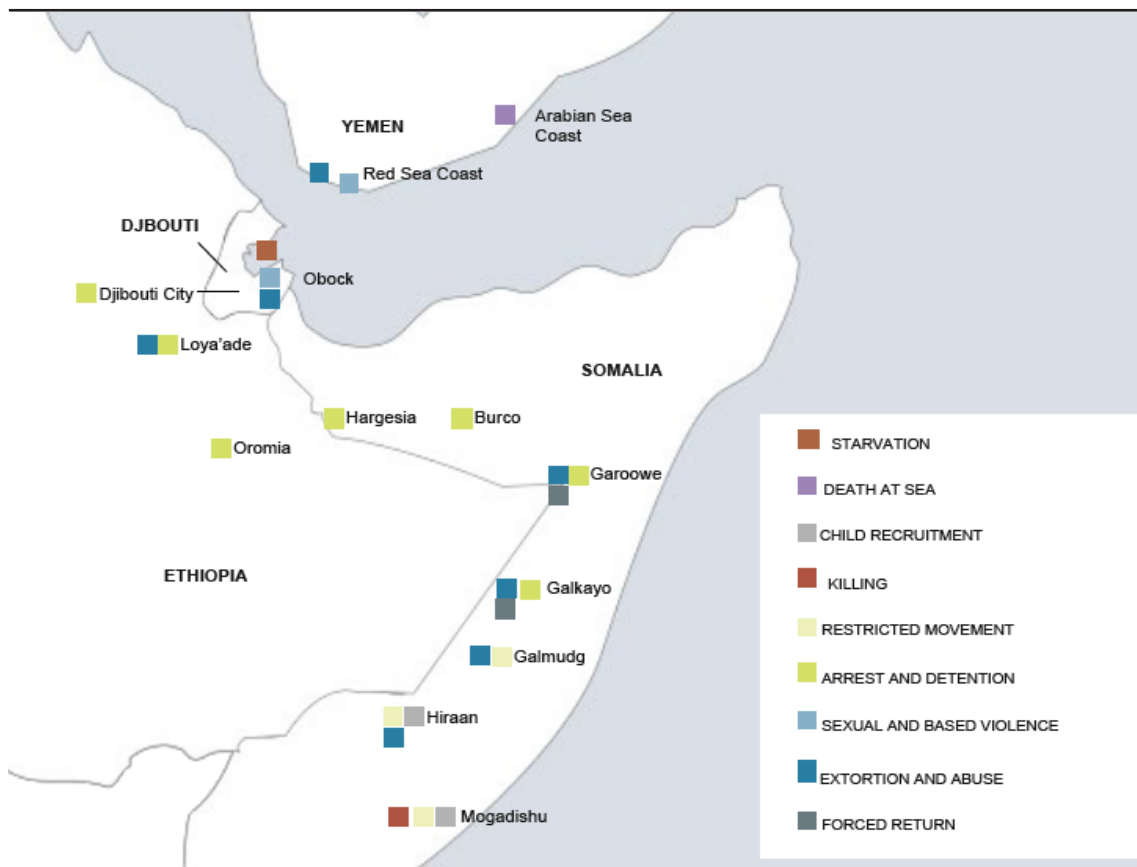 YEMEN
Arabian Sea
Coast
Red Sea Coast
DJBOUTI
Obock
Djibouti City
Loya'ade
SOMALIA
Hargesia
Burco
Oromia
Garoowe
ETHIOPIA
Galkayo
Galmudg
Hiraan
Mogadishu
STARVATION
DEATH AT SEA
CHILD RECRUITMENT
KILLING
RESTRICTED MOVEMENT
ARREST AND DETENTION
SEXUAL AND BASED VIOLENCE
EXTORTION AND ABUSE
FORCED RETURN